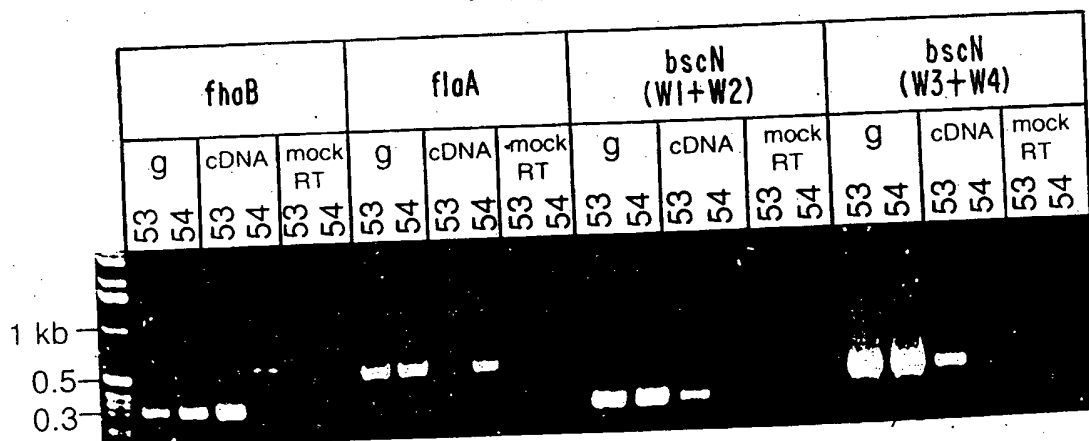 fhaB flaA bscN bscN
(W1+W2) (W3+W4)
g cDNA mock RT g cDNA mock RT g cDNA mock RT g cDNA mock RT
53 54 53 54 53 54 53 54 53 54 53 54 53 54 53 54 53 54 53 54 53 54 53 54
1 kb
0.5
0.3